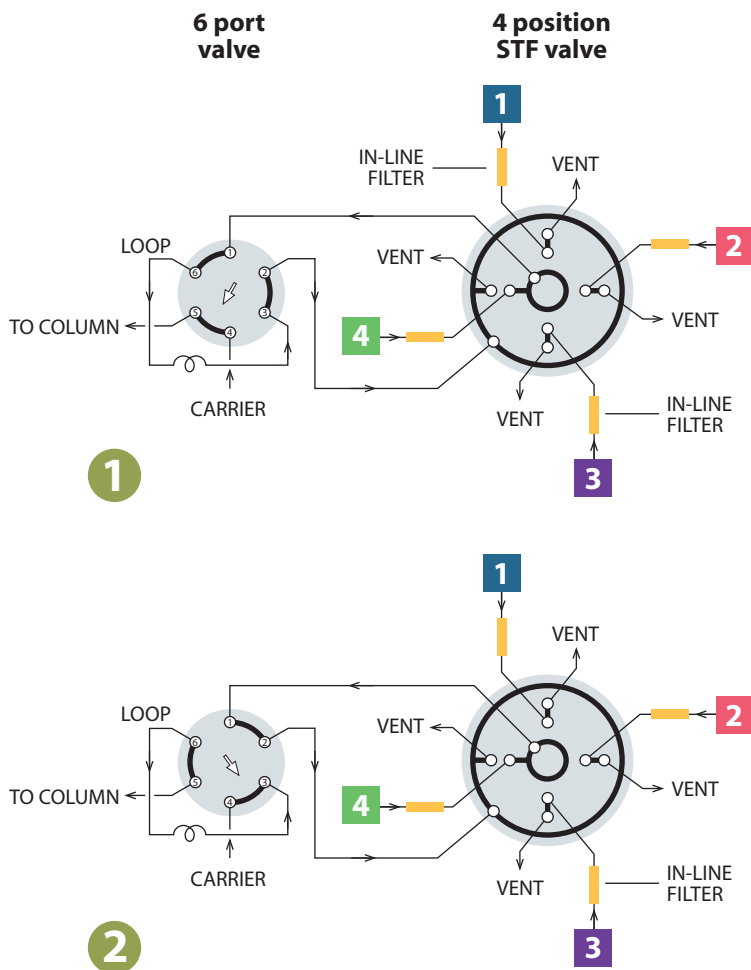 6 port
valve
4 position
STF valve
1
IN-LINE
FILTER
VENT
LOOP
1
2
6
VENT
2
5
3
TO COLUMN
4
4
VENT
CARRIER
VENT
IN-LINE
FILTER
1
3
1
VENT
LOOP
1
2
6
VENT
2
5
3
TO COLUMN
4
4
VENT
CARRIER
VENT
IN-LINE
FILTER
2
3